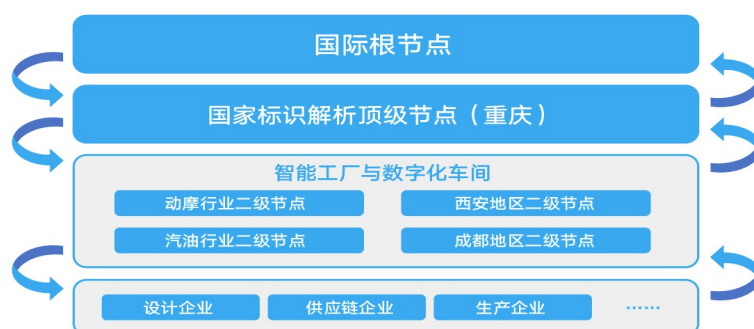 国际根节点
国家标识解析顶级节点（重庆）
智能工厂与数字化车间
动摩行业二级节点 西安地区二级节点
汽油行业二级节点 成都地区二级节点
设计企业 供应链企业 生产企业 ……